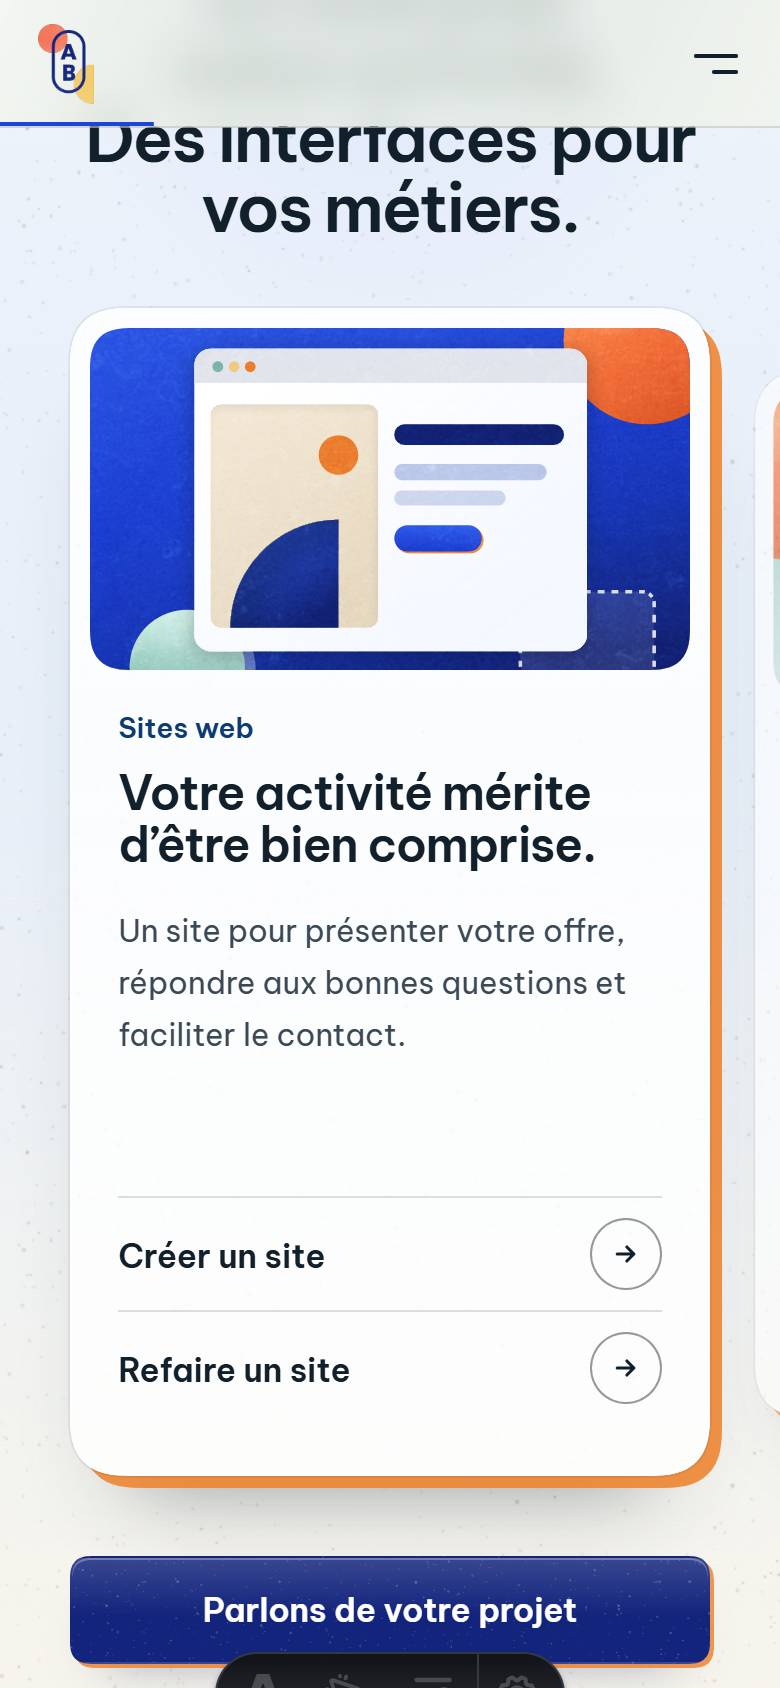 A
B
Des interfaces pour
vos métiers.
Sites web
Votre activité mérite
d’être bien comprise.
Un site pour présenter votre offre,
répondre aux bonnes questions et
faciliter le contact.
Créer un site
Refaire un site
Parlons de votre projet